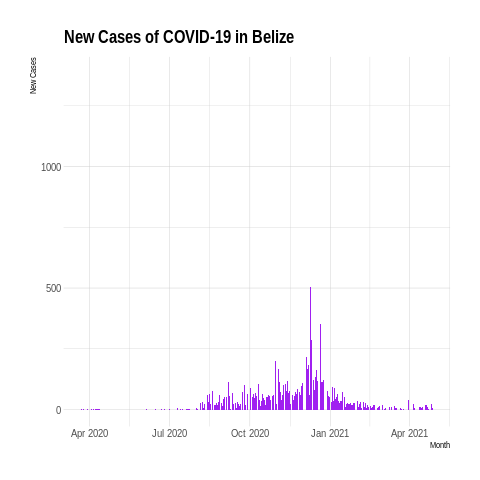 New Cases of COVID-19 in Belize
New Cases
1000
500
0
Apr 2020 Jul 2020 Oct 2020 Jan 2021 Apr 2021
Month